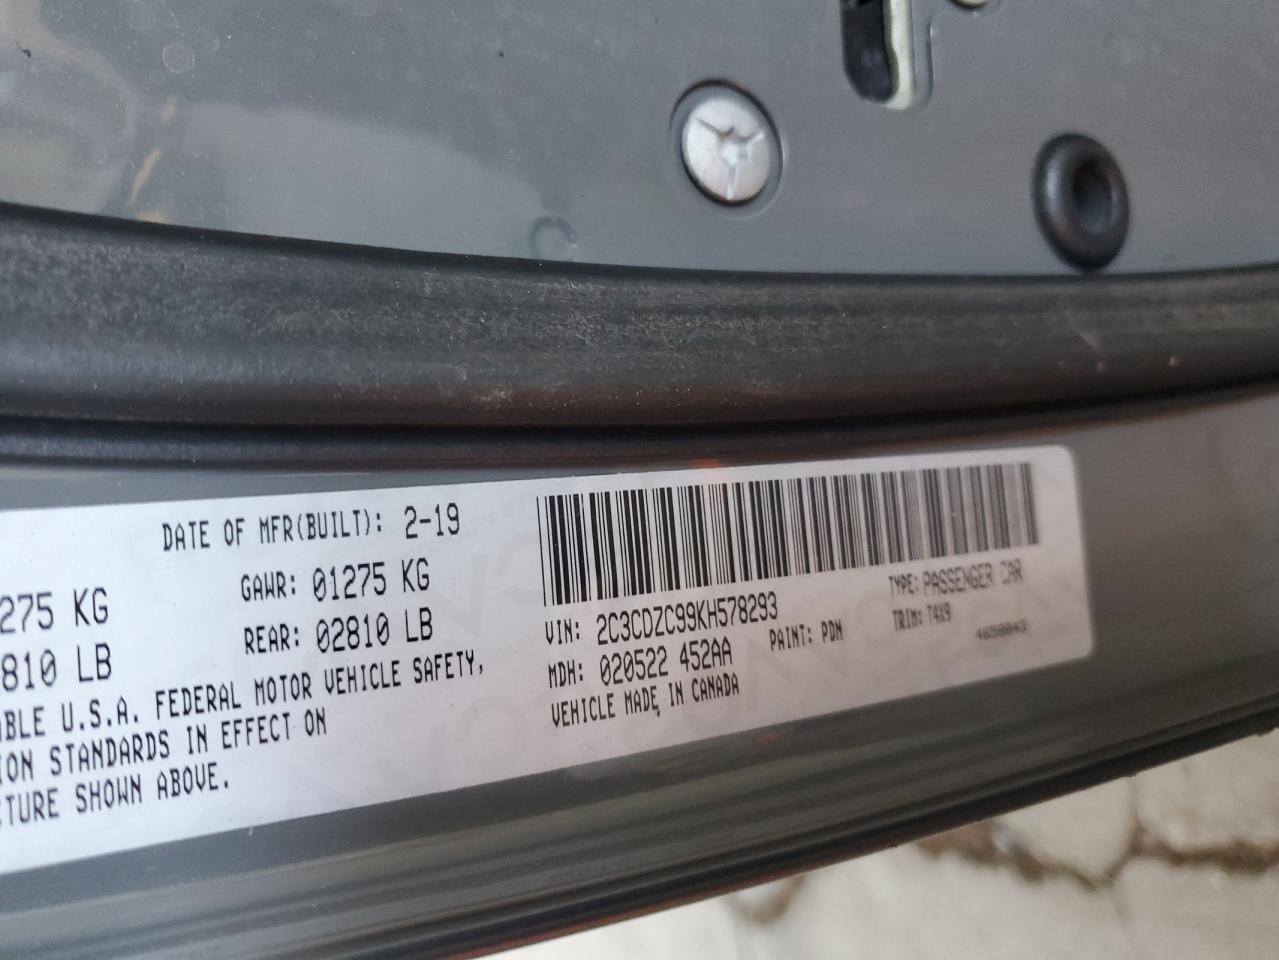 DATE OF MFR(BUILT): 2-19
275 KG GAWR: 01275 KG
810 LB REAR: 02810 LB
ABLE U.S.A. FEDERAL MOTOR VEHICLE SAFETY,
ION STANDARDS IN EFFECT ON
CTURE SHOWN ABOVE.
VIN: 2C3CDZC99KH578293 TYPE: PASSENGER CAR
MDH: 020522 452AA PAINT: PDN TRIM: T4X9
VEHICLE MADE IN CANADA